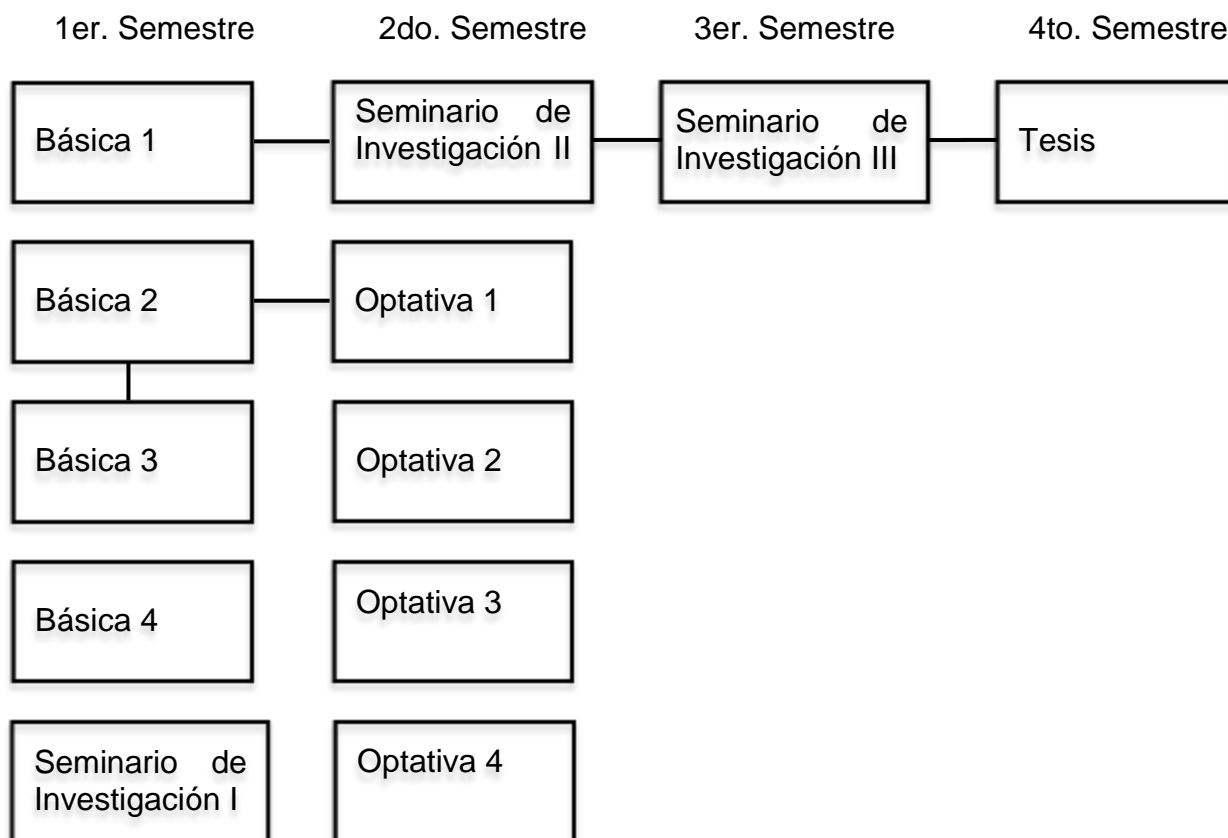 1er. Semestre 2do. Semestre 3er. Semestre 4to. Semestre
Básica 1
Seminario de
Investigación II
Seminario de
Investigación III
Tesis
Básica 2
Optativa 1
Básica 3
Optativa 2
Básica 4
Optativa 3
Seminario de
Investigación I
Optativa 4